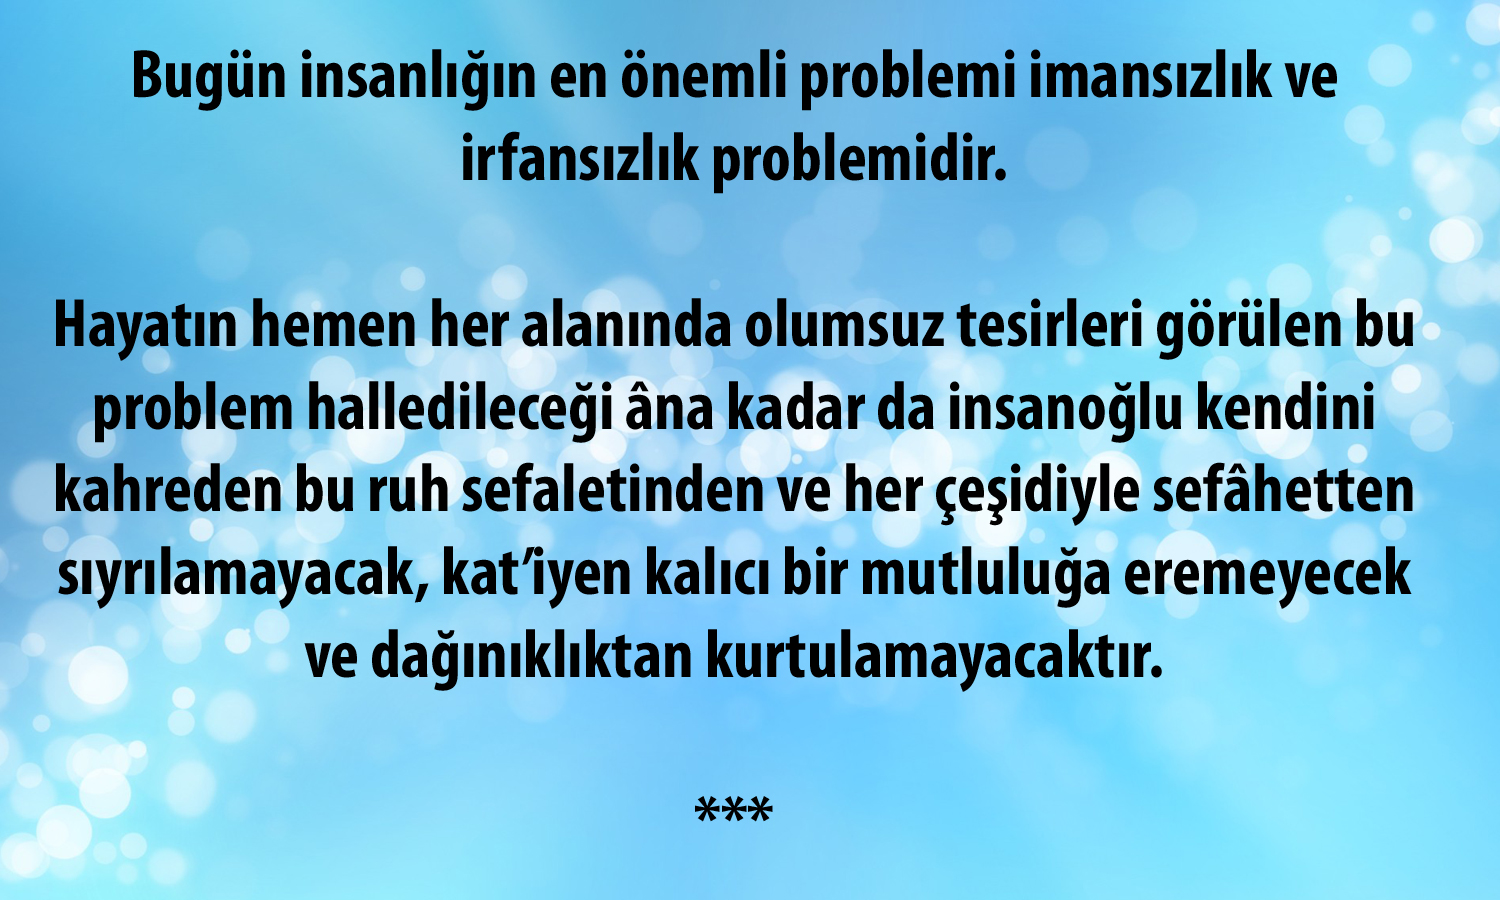 Bugün insanlığın en önemli problemi imansızlık ve
irfansızlık problemidir.
Hayatın hemen her alanında olumsuz tesirleri görülen bu
problem halledileceği âna kadar da insanoğlu kendini
kahreden bu ruh sefaletinden ve her çeşidiyle sefâhetten
sıyrılamayacak, kat’iyen kalıcı bir mutluluğa eremeyecek
ve dağınıklıktan kurtulamayacaktır.
***